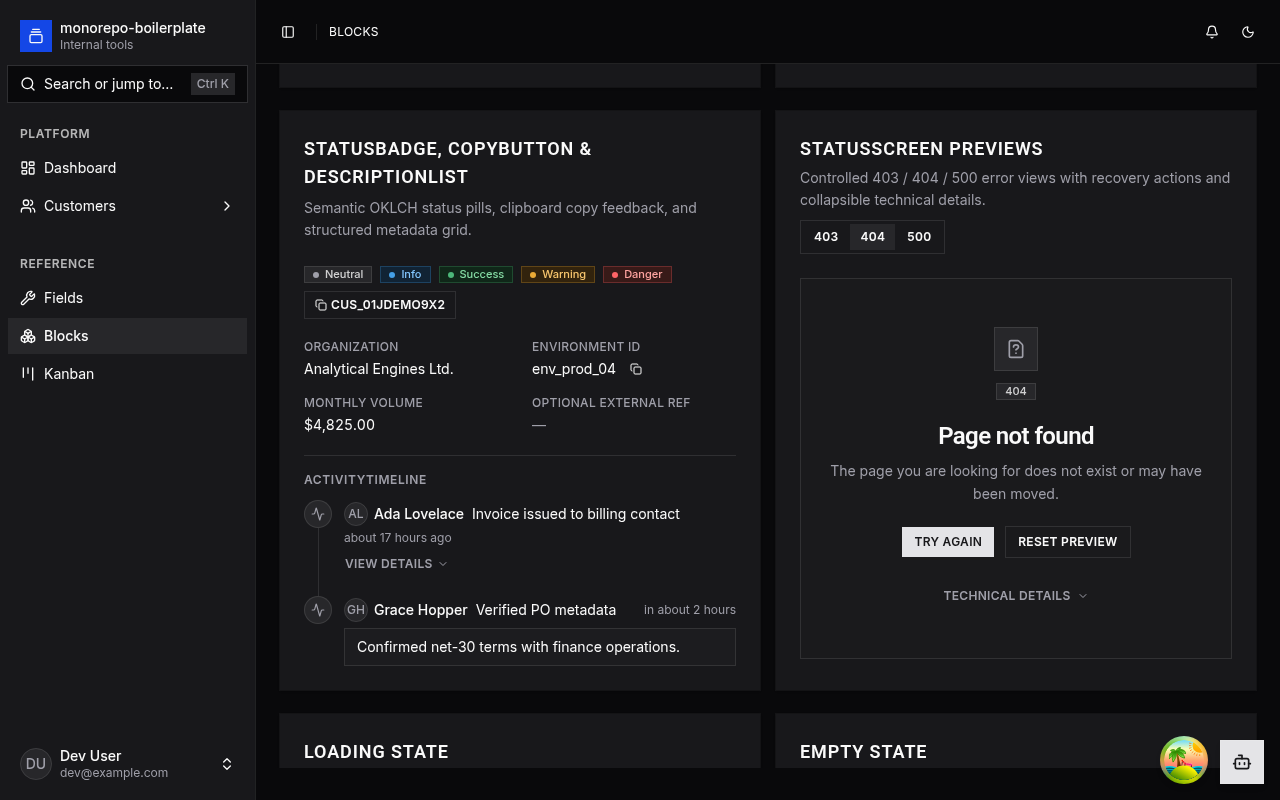 monorepo-boilerplate
Internal tools
Search or jump to...
Ctrl K
PLATFORM
Dashboard
Customers
REFERENCE
Fields
Blocks
Kanban
DU
Dev User
dev@example.com
BLOCKS
STATUSBADGE, COPYBUTTON &
DESCRIPTIONLIST
Semantic OKLCH status pills, clipboard copy feedback, and
structured metadata grid.
Neutral
Info
Success
Warning
Danger
CUS_01JDEMO9X2
ORGANIZATION
Analytical Engines Ltd.
ENVIRONMENT ID
env_prod_04
MONTHLY VOLUME
$4,825.00
OPTIONAL EXTERNAL REF
—
ACTIVITYTIMELINE
AL Ada Lovelace Invoice issued to billing contact
about 17 hours ago
VIEW DETAILS
GH Grace Hopper Verified PO metadata in about 2 hours
Confirmed net-30 terms with finance operations.
STATUSSCREEN PREVIEWS
Controlled 403 / 404 / 500 error views with recovery actions and
collapsible technical details.
403 404 500
404
Page not found
The page you are looking for does not exist or may have
been moved.
TRY AGAIN
RESET PREVIEW
TECHNICAL DETAILS
LOADING STATE
EMPTY STATE